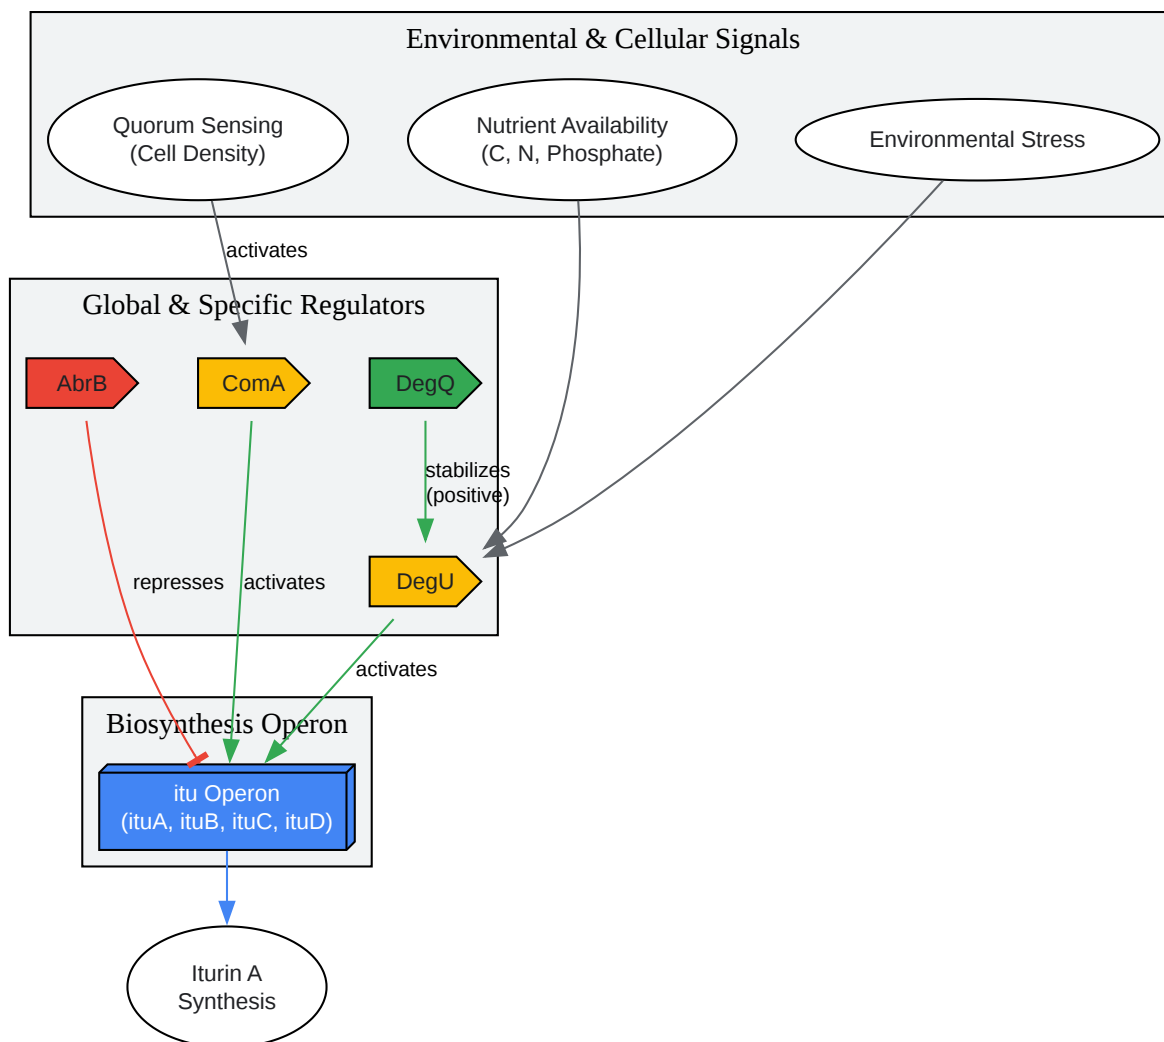 Environmental & Cellular Signals
Quorum Sensing
(Cell Density)
Nutrient Availability
(C, N, Phosphate)
Environmental Stress
activates
Global & Specific Regulators
AbrB
ComA
DegQ
stabilizes
(positive)
represses
activates
DegU
activates
Biosynthesis Operon
itu Operon
(ituA, ituB, ituC, ituD)
Iturin A
Synthesis